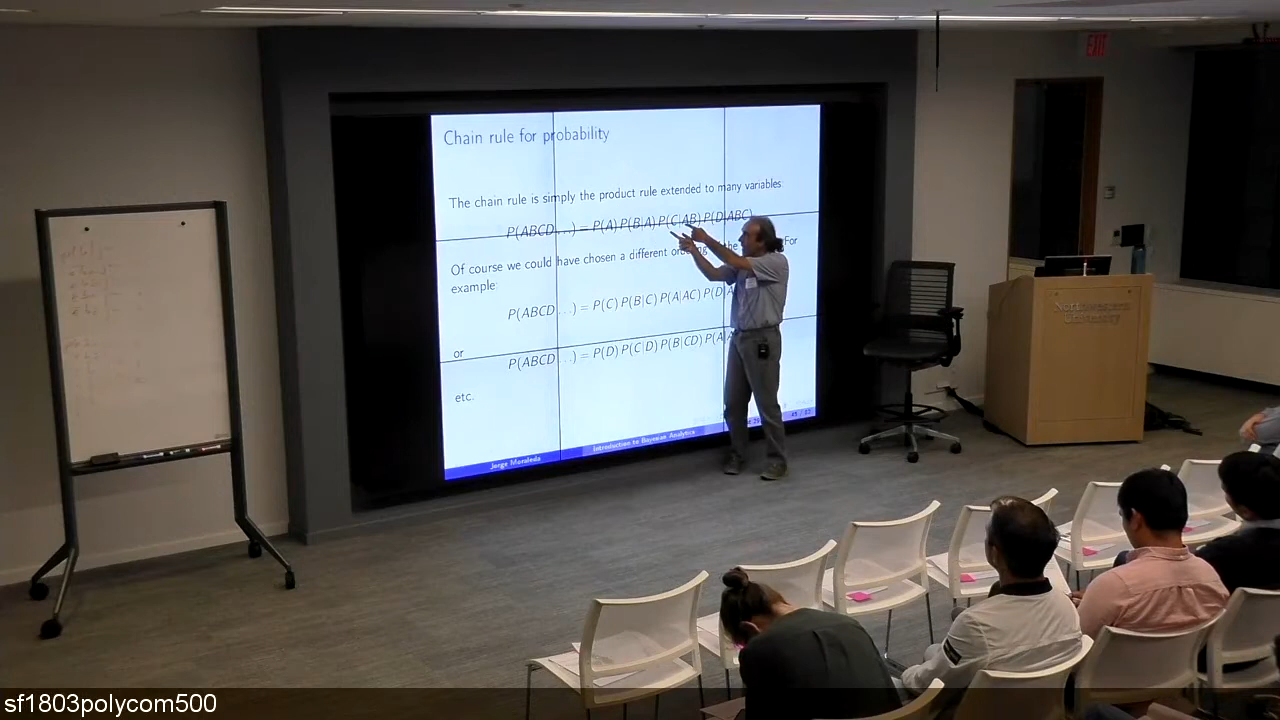 EXIT
Chain rule for probability
The chain rule is simply the product rule extended to many variables:
P(ABCD...) = P(A) P(B|A) P(C|AB) P(D|ABC)
Of course we could have chosen a different the For
example:
P(ABCD...) = P(C) P(B|C) P(A|AC) P(D|A
or
P(ABCD...) = P(D) P(C|D) P(B|CD) P(A|
etc.
Jorge Moraleda
Introduction to Bayesian Analytics
Northwestern
University
sf1803polycom500